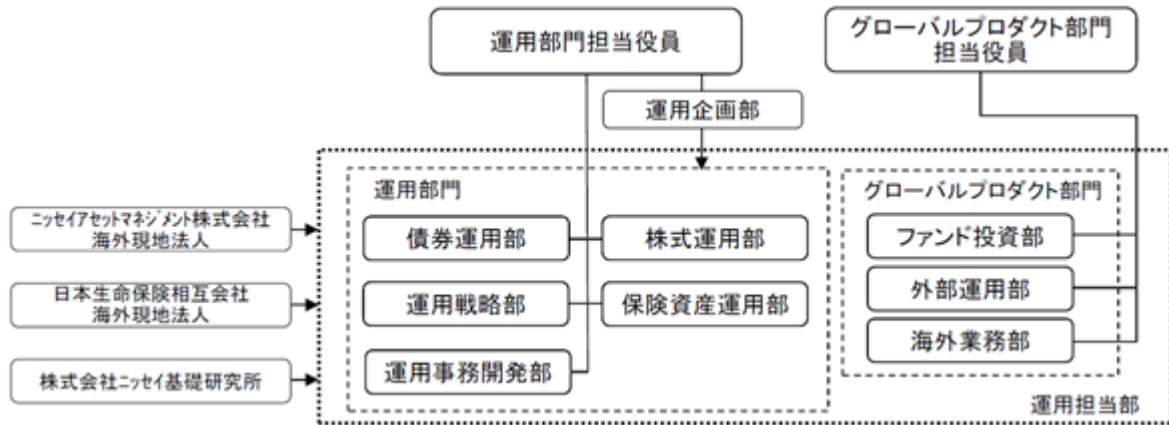 運用部門担当役員
グローバルプロダクト部門
担当役員
運用企画部
運用部門
グローバルプロダクト部門
ニッセイアセットマネジメント株式会社
海外現地法人
債券運用部
株式運用部
ファンド投資部
日本生命保険相互会社
海外現地法人
運用戦略部
保険資産運用部
外部運用部
海外業務部
株式会社ニッセイ基礎研究所
運用事務開発部
運用担当部